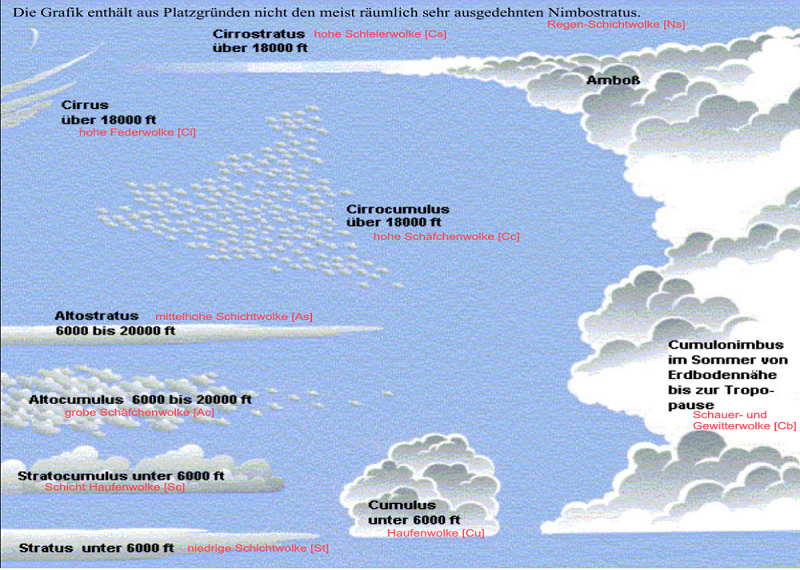 Die Grafik enthält aus Platzgründen nicht den meist räumlich sehr ausgedehnten Nimbostratus.
Regen-Schichtwolke [Ns]
Cirrostratus hohe Schleierwolke [Cs]
über 18000 ft
Amboß
Cirrus
über 18000 ft
hohe Federwolke [Ci]
Cirrocumulus
über 18000 ft
hohe Schäfchenwolke [Cc]
Altostratus mittelhohe Schichtwolke [As]
6000 bis 20000 ft
Cumulonimbus
im Sommer von
Erdbodennähe
bis zur Tropo-
pause
Schauer- und
Gewitterwolke [Cb]
Altocumulus 6000 bis 20000 ft
grobe Schäfchenwolke [Ac]
Stratocumulus unter 6000 ft
Schicht Haufenwolke [Sc]
Cumulus
unter 6000 ft
Haufenwolke [Cu]
Stratus unter 6000 ft niedrige Schichtwolke [St]